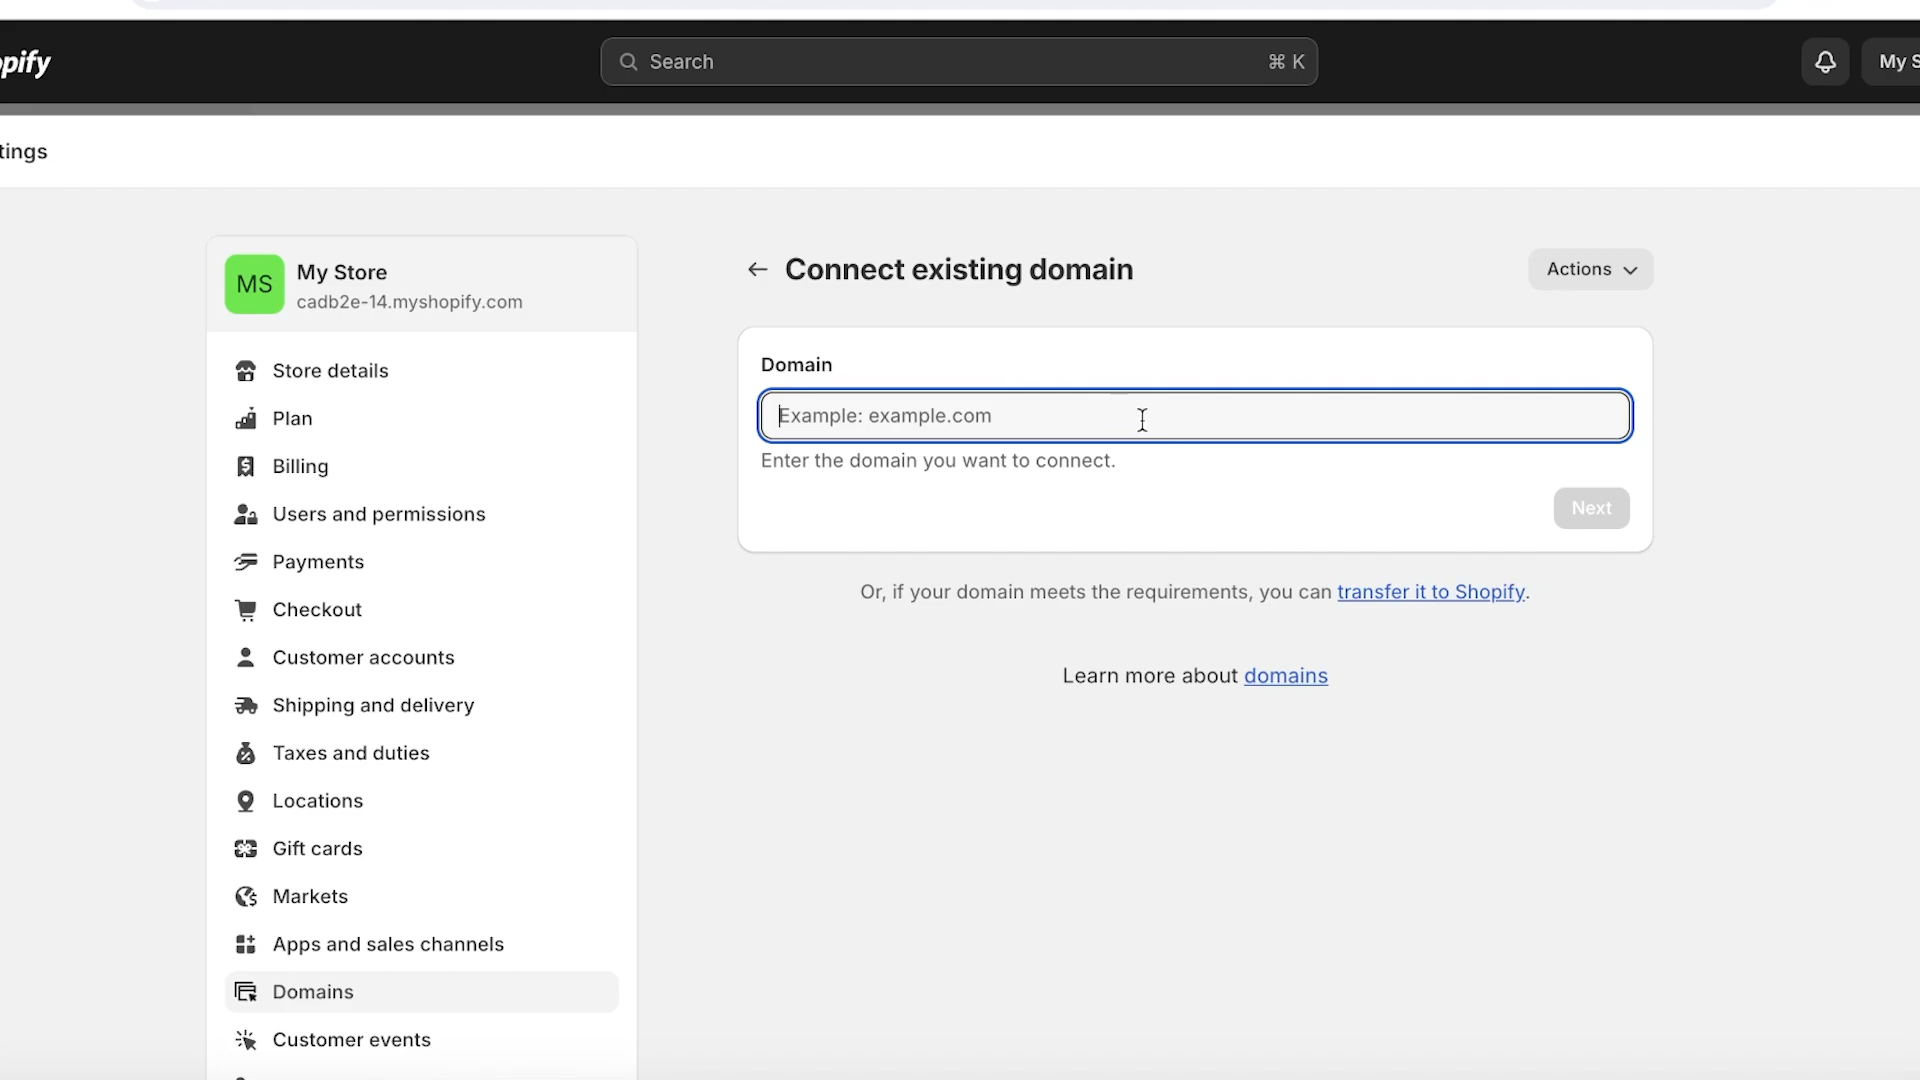 opify
Search
⌘ K
My S
tings
MS
My Store
cadb2e-14.myshopify.com
Store details
Plan
Billing
Users and permissions
Payments
Checkout
Customer accounts
Shipping and delivery
Taxes and duties
Locations
Gift cards
Markets
Apps and sales channels
Domains
Customer events
Connect existing domain
Actions
Domain
Example: example.com
Enter the domain you want to connect.
Next
Or, if your domain meets the requirements, you can transfer it to Shopify.
Learn more about domains